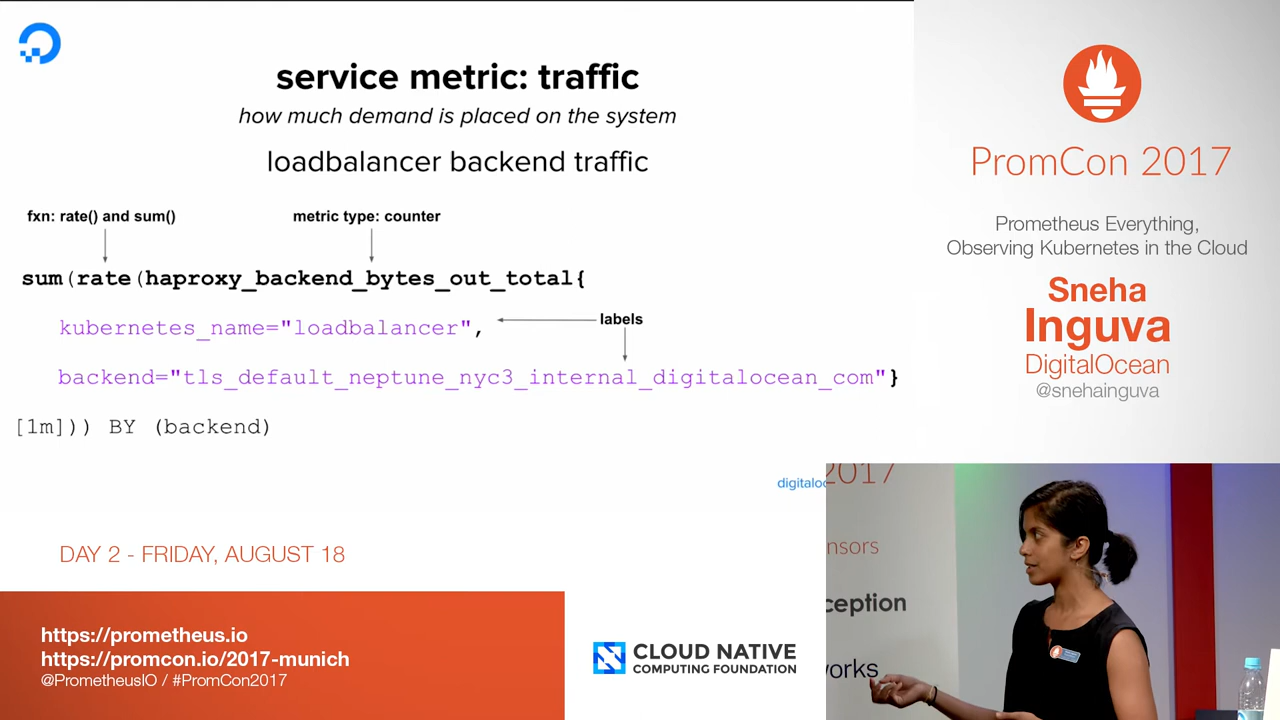 service metric: traffic
how much demand is placed on the system
loadbalancer backend traffic
fxn: rate() and sum()
metric type: counter
sum(rate(haproxy_backend_bytes_out_total{
kubernetes_name="loadbalancer",
labels
backend="tls_default_neptune_nyc3_internal_digitalocean_com"}
[1m])) BY (backend)
digitaloc
DAY 2 - FRIDAY, AUGUST 18
https://prometheus.io
https://promcon.io/2017-munich
@PrometheusIO / #PromCon2017
CLOUD NATIVE
COMPUTING FOUNDATION
PromCon 2017
Prometheus Everything,
Observing Kubernetes in the Cloud
Sneha
Inguva
DigitalOcean
@snehainguva
2017
nsors
ception
works